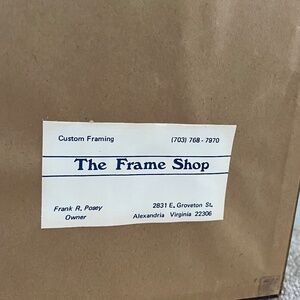 Custom Framing (703) 768-7970
The Frame Shop
Frank R. Posey 2831 E. Groveton St.
Owner Alexandria Virginia 22306